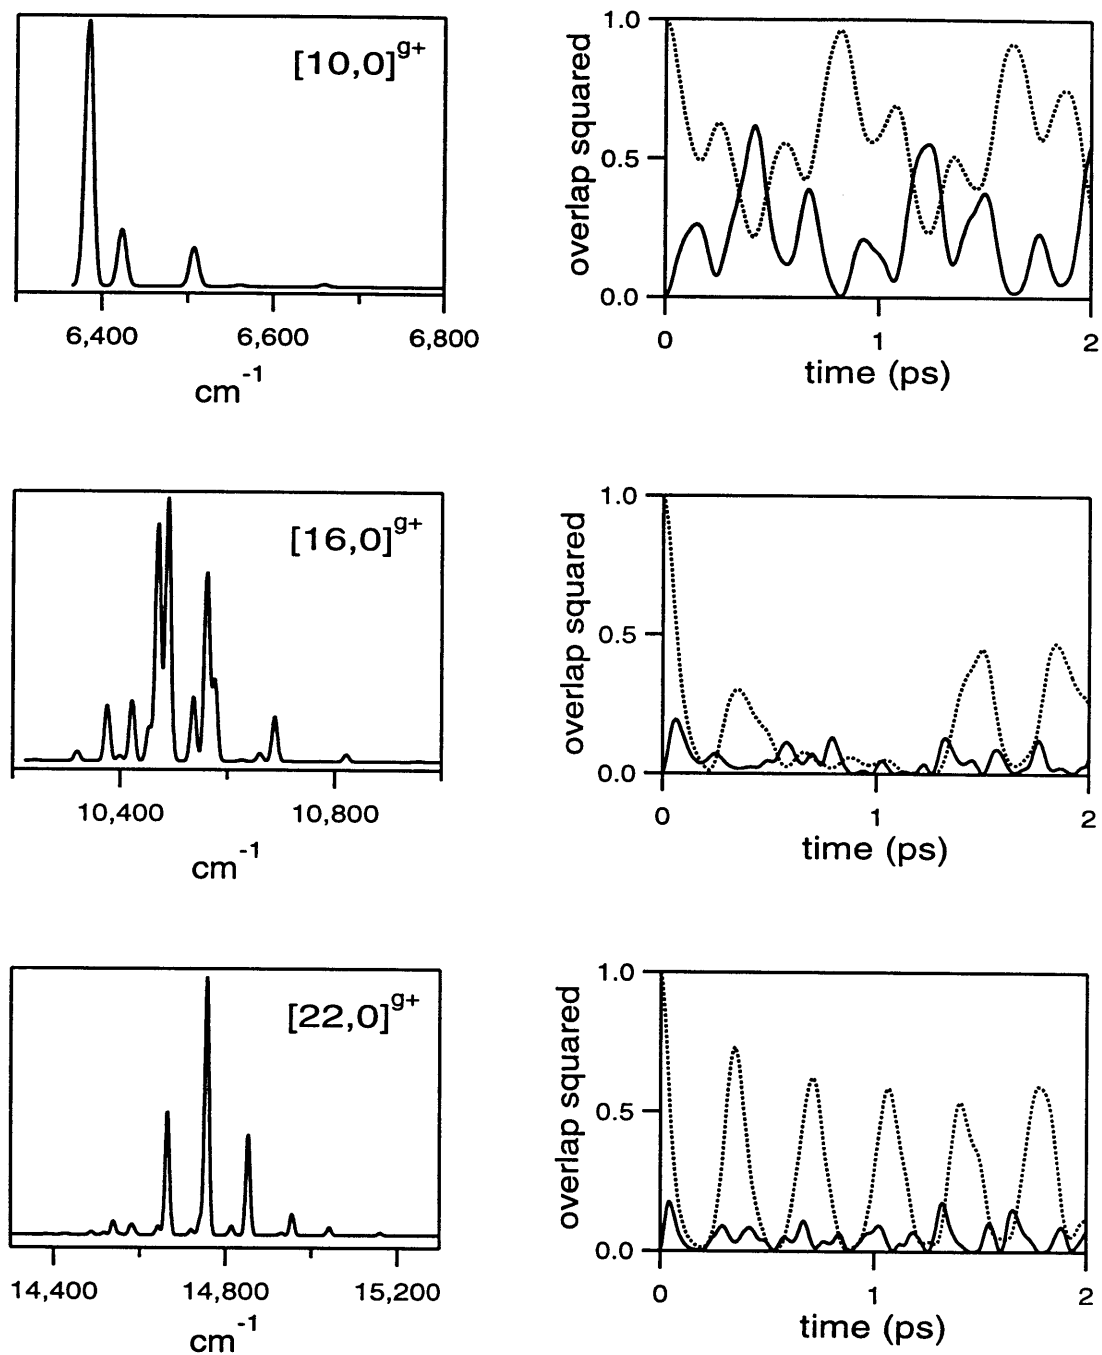 [10,0]g+
6,400 6,600 6,800
cm-1
overlap squared
1.0
0.5
0.0
0 1 2
time (ps)
[16,0]g+
10,400 10,800
cm-1
overlap squared
1.0
0.5
0.0
0 1 2
time (ps)
[22,0]g+
14,400 14,800 15,200
cm-1
overlap squared
1.0
0.5
0.0
0 1 2
time (ps)